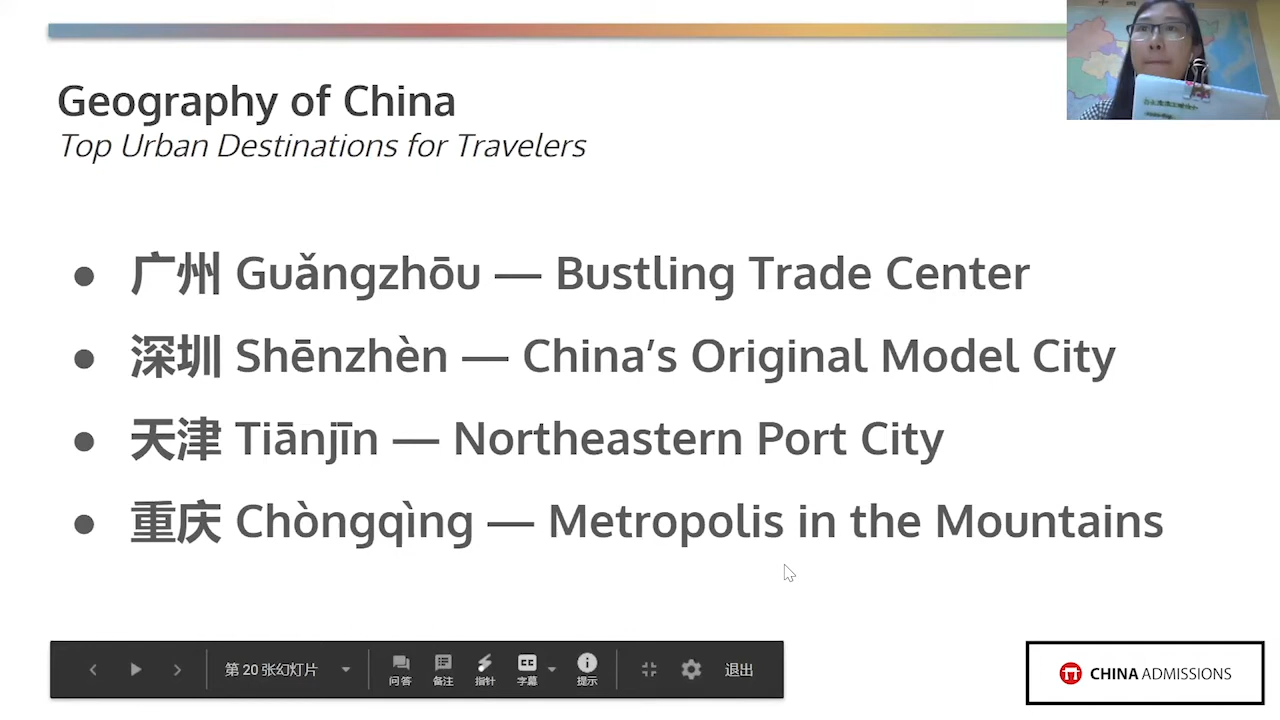 Geography of China
Top Urban Destinations for Travelers
● 广州 Guǎngzhōu — Bustling Trade Center
● 深圳 Shēnzhèn — China’s Original Model City
● 天津 Tiānjīn — Northeastern Port City
● 重庆 Chòngqìng — Metropolis in the Mountains
第 20 张幻灯片
问答 备注 指针 字幕 提示 退出
CHINA ADMISSIONS